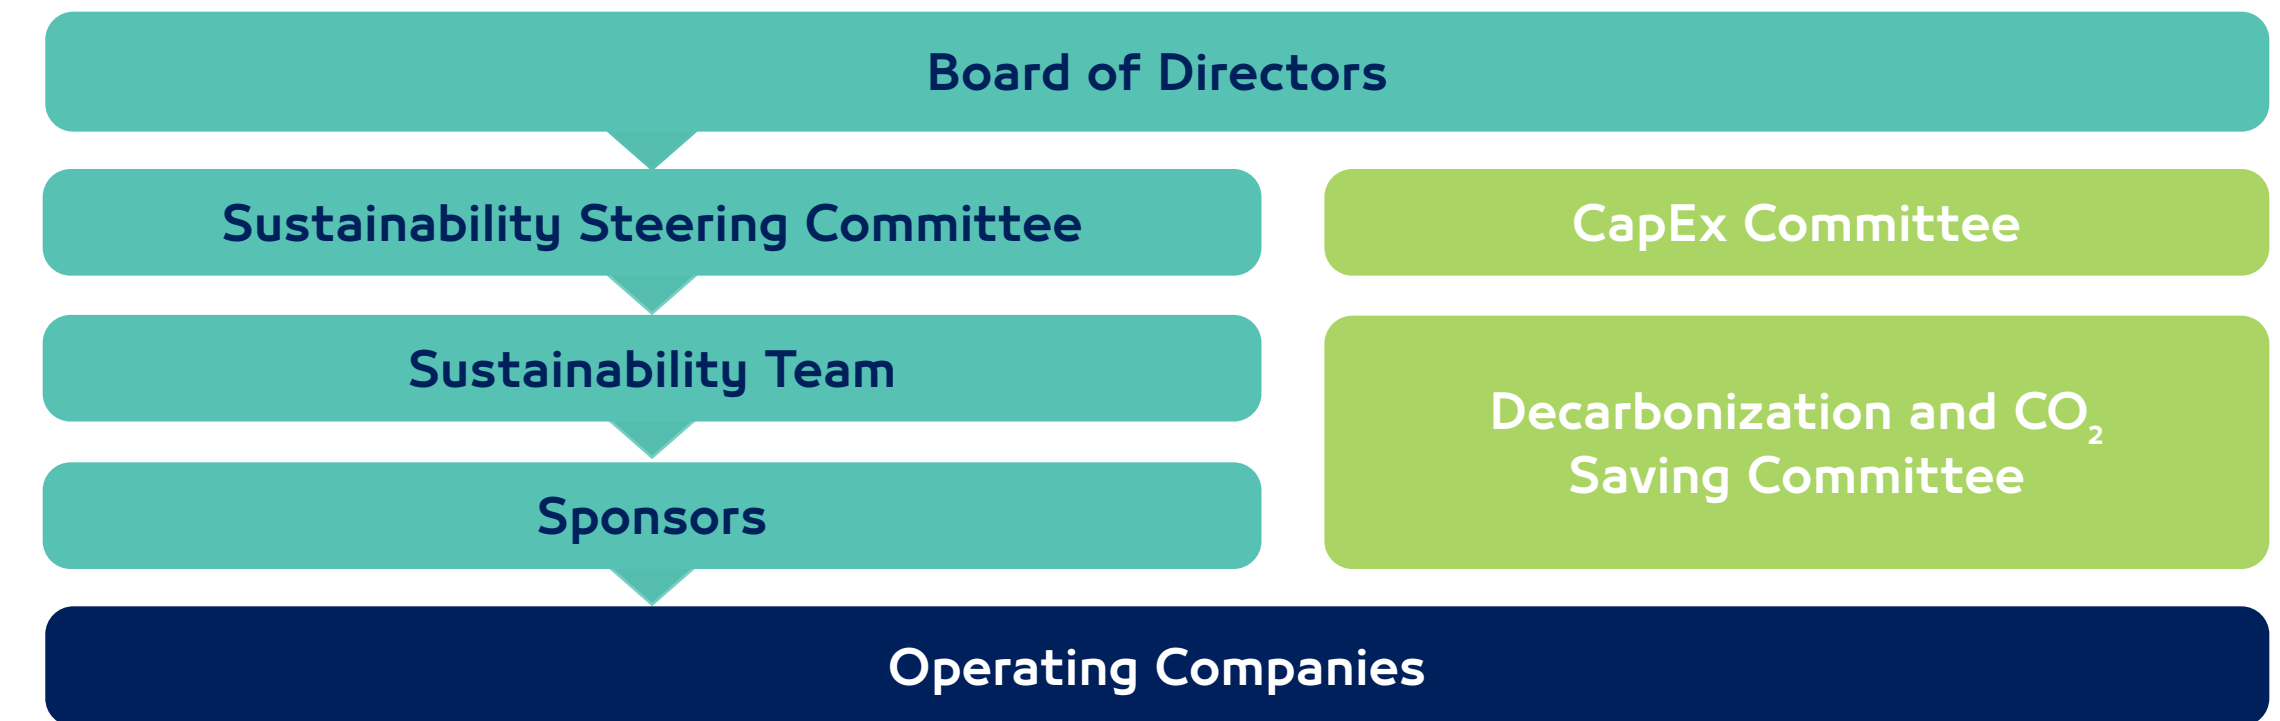 Board of Directors
Sustainability Steering Committee
CapEx Committee
Sustainability Team
Decarbonization and CO₂
Saving Committee
Sponsors
Operating Companies